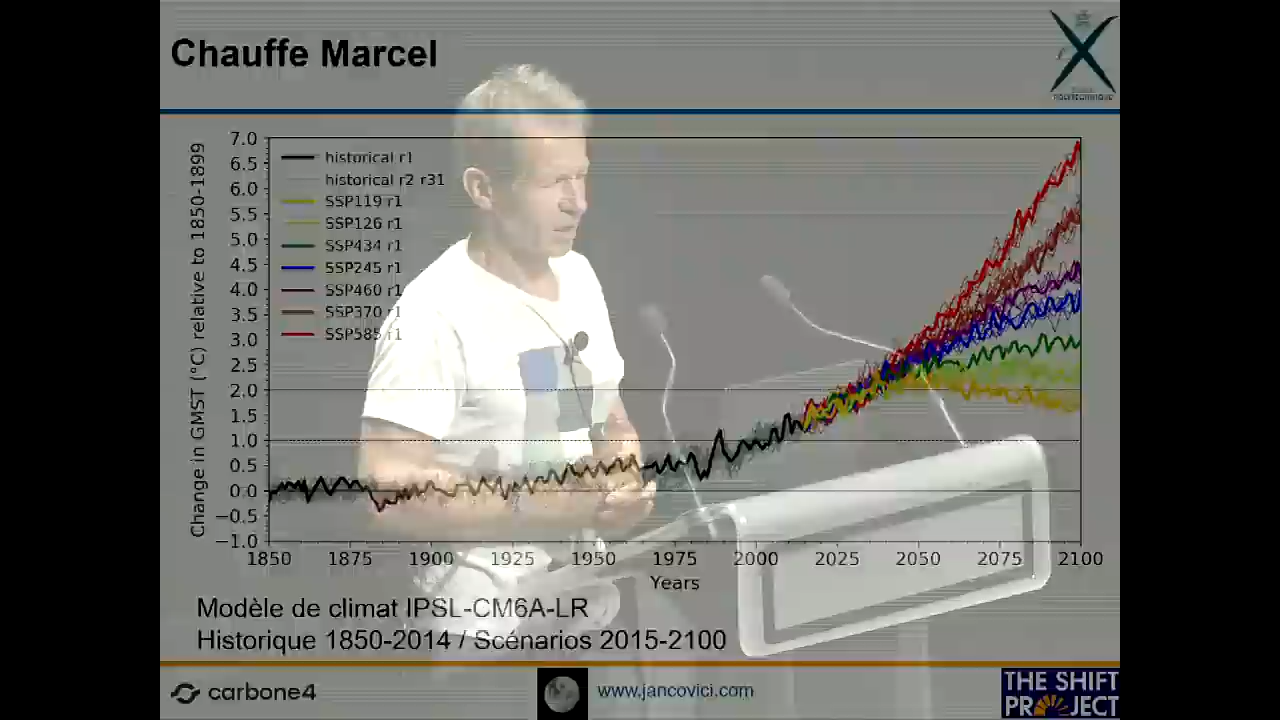 Chauffe Marcel
POLYTECHNIQUE
Change in GMST (°C) relative to 1850-1899
7.0
6.5
6.0
5.5
5.0
4.5
4.0
3.5
3.0
2.5
2.0
1.5
1.0
0.5
0.0
−0.5
−1.0
historical r1
historical r2 r31
SSP119 r1
SSP126 r1
SSP434 r1
SSP245 r1
SSP460 r1
SSP370 r1
SSP585 r1
1850 1875 1900 1925 1950 1975 2000 2025 2050 2075 2100
Years
Modèle de climat IPSL-CM6A-LR
Historique 1850-2014 / Scénarios 2015-2100
carbone4
www.jancovici.com
THE SHIFT
PROJECT